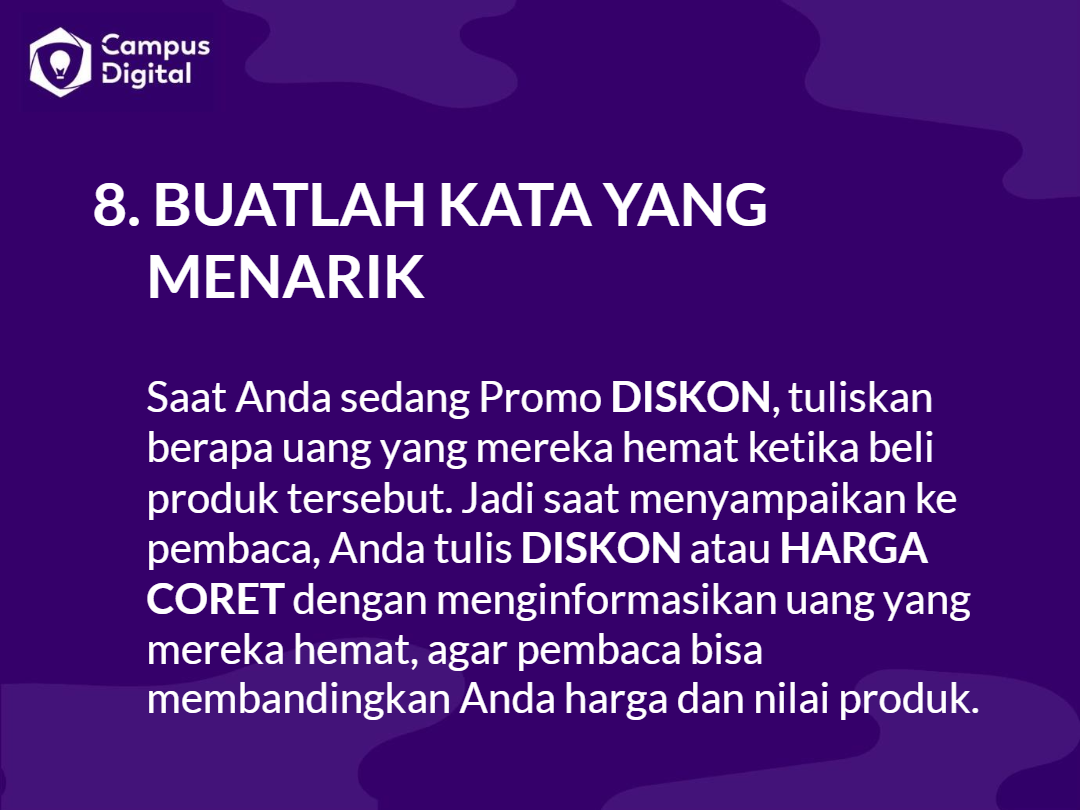 Campus
Digital
8. BUATLAH KATA YANG
MENARIK
Saat Anda sedang Promo DISKON, tuliskan
berapa uang yang mereka hemat ketika beli
produk tersebut. Jadi saat menyampaikan ke
pembaca, Anda tulis DISKON atau HARGA
CORET dengan menginformasikan uang yang
mereka hemat, agar pembaca bisa
membandingkan Anda harga dan nilai produk.